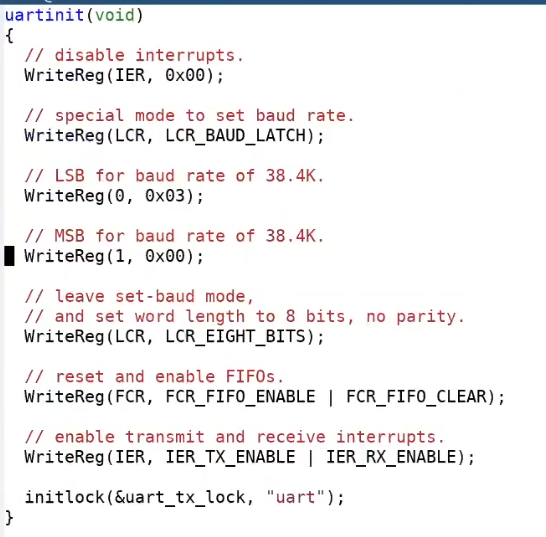 uartinit(void)
{
  // disable interrupts.
  WriteReg(IER, 0x00);

  // special mode to set baud rate.
  WriteReg(LCR, LCR_BAUD_LATCH);

  // LSB for baud rate of 38.4K.
  WriteReg(0, 0x03);

  // MSB for baud rate of 38.4K.
  WriteReg(1, 0x00);

  // leave set-baud mode,
  // and set word length to 8 bits, no parity.
  WriteReg(LCR, LCR_EIGHT_BITS);

  // reset and enable FIFOs.
  WriteReg(FCR, FCR_FIFO_ENABLE | FCR_FIFO_CLEAR);

  // enable transmit and receive interrupts.
  WriteReg(IER, IER_TX_ENABLE | IER_RX_ENABLE);

  initlock(&uart_tx_lock, "uart");
}